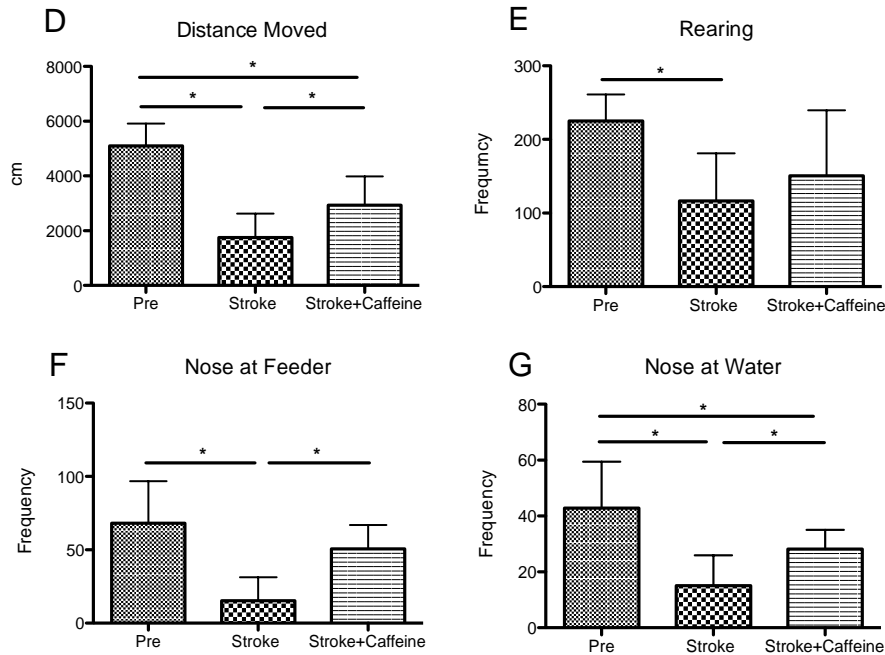 D
Distance Moved
8000
6000
4000
2000
0
cm
*
*
*
Pre
Stroke
Stroke+Caffeine
E
Rearing
300
200
100
0
Frequmcy
*
Pre
Stroke
Stroke+Caffeine
F
Nose at Feeder
150
100
50
0
Frequency
*
*
Pre
Stroke
Stroke+Caffeine
G
Nose at Water
80
60
40
20
0
Frequency
*
*
*
Pre
Stroke
Stroke+Caffeine